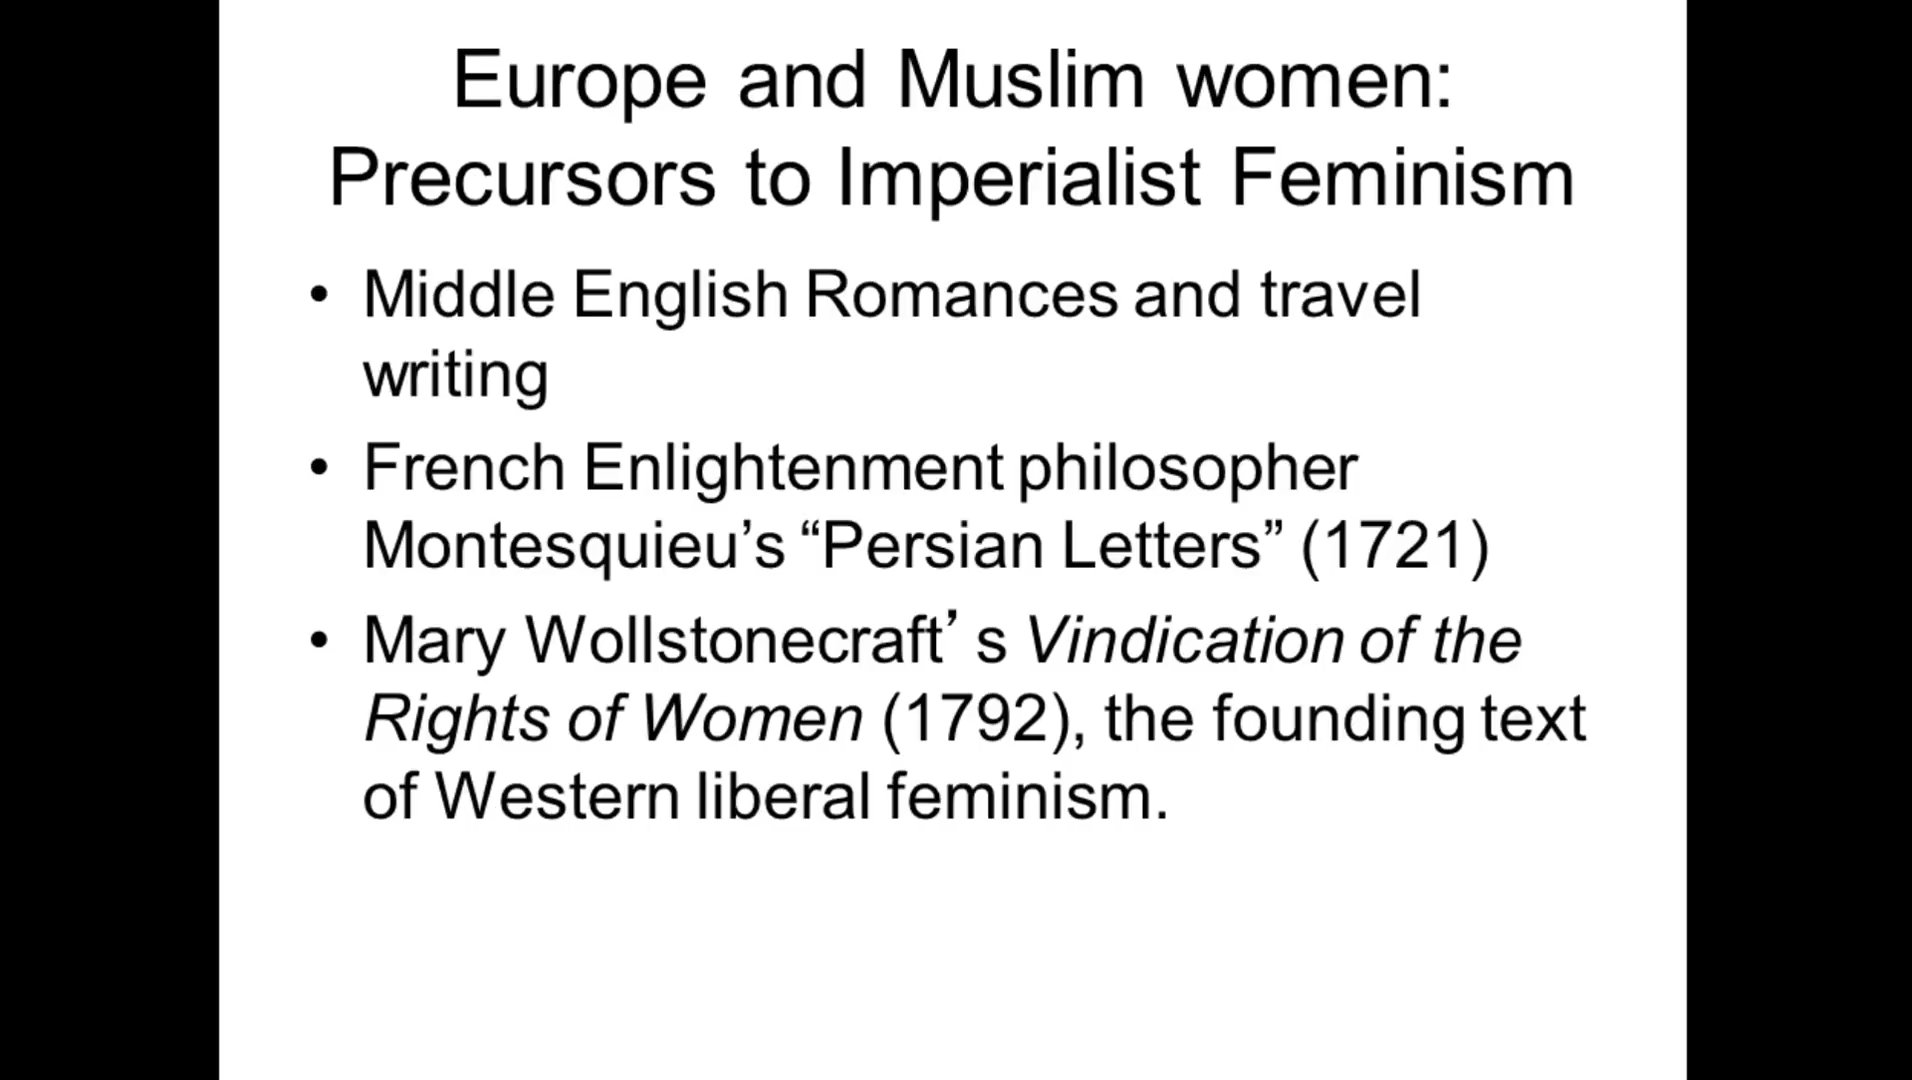 Europe and Muslim women:
Precursors to Imperialist Feminism
• Middle English Romances and travel
writing
• French Enlightenment philosopher
Montesquieu’s “Persian Letters” (1721)
• Mary Wollstonecraft’ s Vindication of the
Rights of Women (1792), the founding text
of Western liberal feminism.